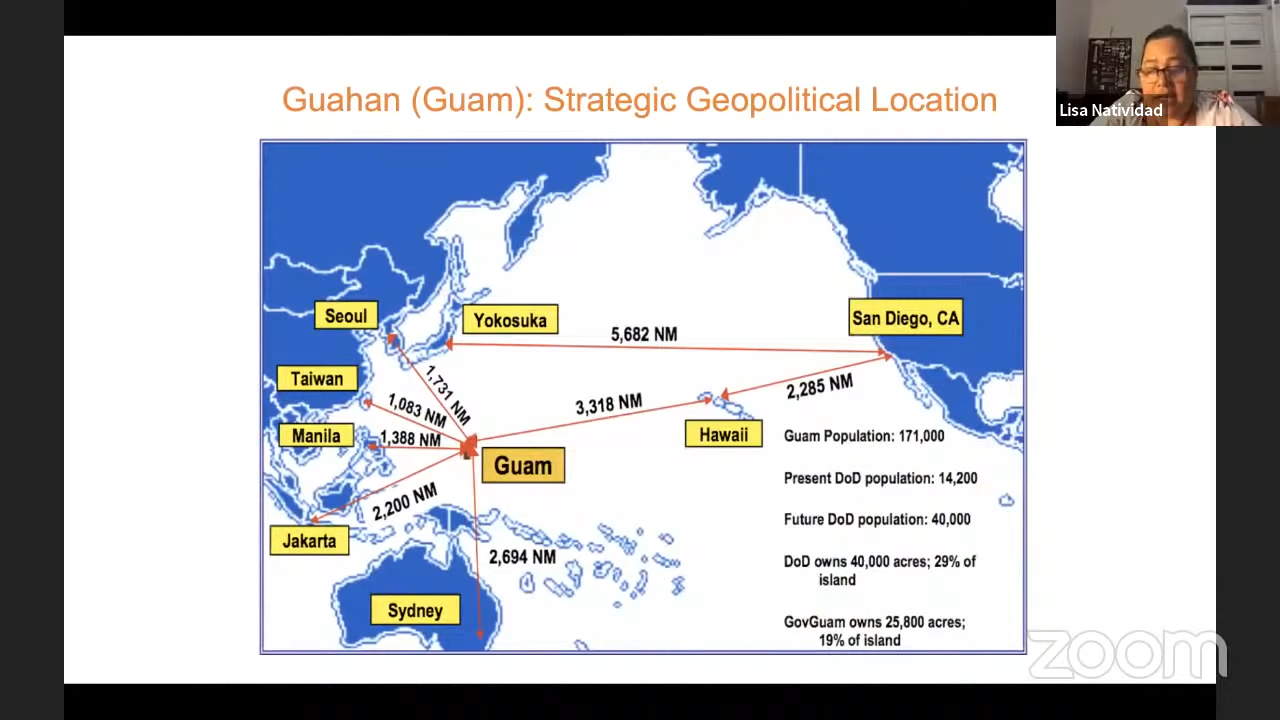 Guahan (Guam): Strategic Geopolitical Location
Lisa Natividad
Seoul
Yokosuka
San Diego, CA
5,682 NM
Taiwan
1,731 NM
2,285 NM
1,083 NM
3,318 NM
Manila
1,388 NM
Hawaii
Guam
Guam Population: 171,000
Present DoD population: 14,200
2,200 NM
Future DoD population: 40,000
Jakarta
2,694 NM
DoD owns 40,000 acres; 29% of
island
Sydney
GovGuam owns 25,800 acres;
19% of island
zoom